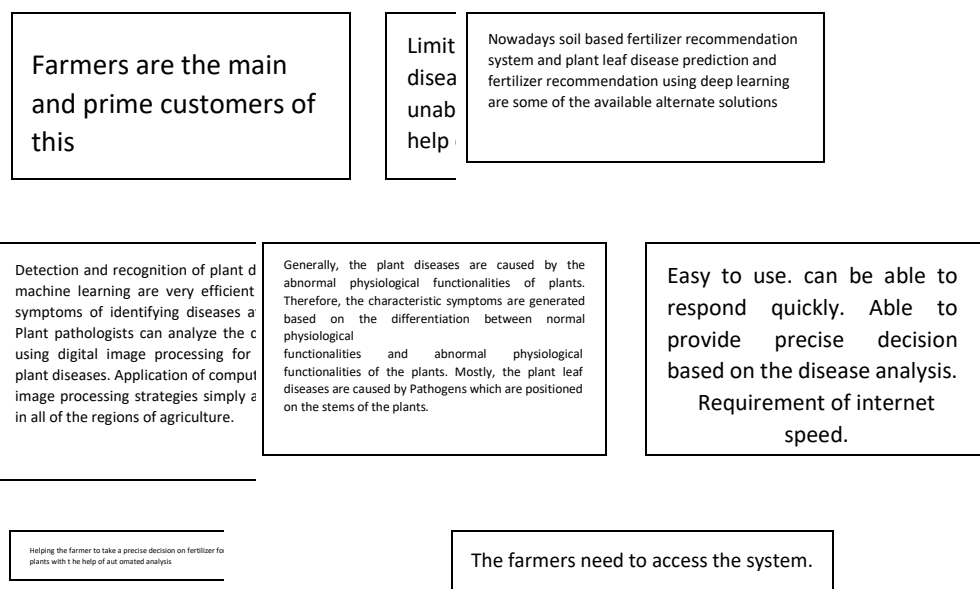 Farmers are the main
and prime customers of
this
Limit
disea
unab
help
Nowadays soil based fertilizer recommendation
system and plant leaf disease prediction and
fertilizer recommendation using deep learning
are some of the available alternate solutions
Detection and recognition of plant d
machine learning are very efficient
symptoms of identifying diseases a
Plant pathologists can analyze the d
using digital image processing for
plant diseases. Application of comput
image processing strategies simply a
in all of the regions of agriculture.
Generally, the plant diseases are caused by the
abnormal physiological functionalities of plants.
Therefore, the characteristic symptoms are generated
based on the differentiation between normal
physiological
functionalities and abnormal physiological
functionalities of the plants. Mostly, the plant leaf
diseases are caused by Pathogens which are positioned
on the stems of the plants.
Easy to use. can be able to
respond quickly. Able to
provide precise decision
based on the disease analysis.
Requirement of internet
speed.
Helping the farmer to take a precise decision on fertilizer for
plants with t he help of aut omated analysis
The farmers need to access the system.